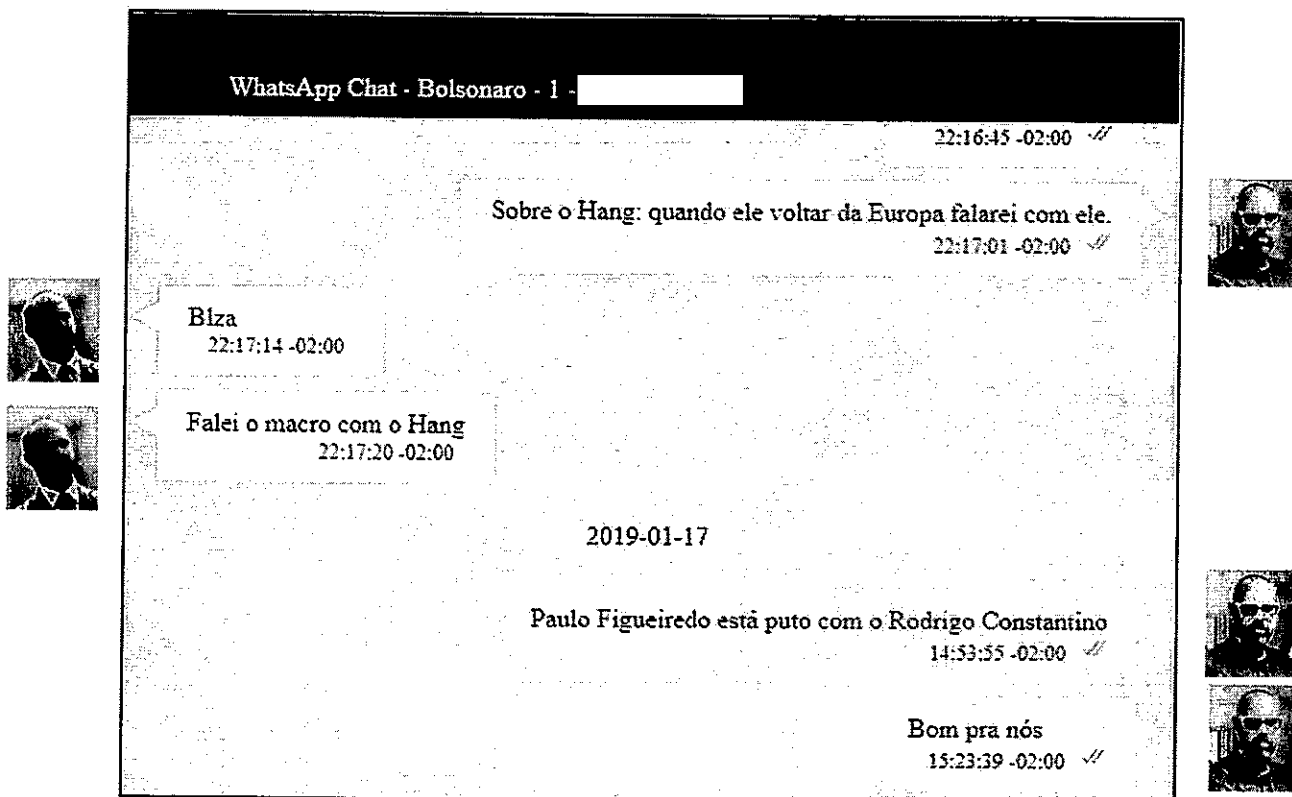 WhatsApp Chat - Bolsonaro - 1 -
22:16:45 -02:00
Sobre o Hang: quando ele voltar da Europa falarei com ele.
22:17:01 -02:00
Blza
22:17:14 -02:00
Falei o macro com o Hang
22:17:20 -02:00
2019-01-17
Paulo Figueiredo está puto com o Rodrigo Constantino
14:53:55 -02:00
Bom pra nós
15:23:39 -02:00